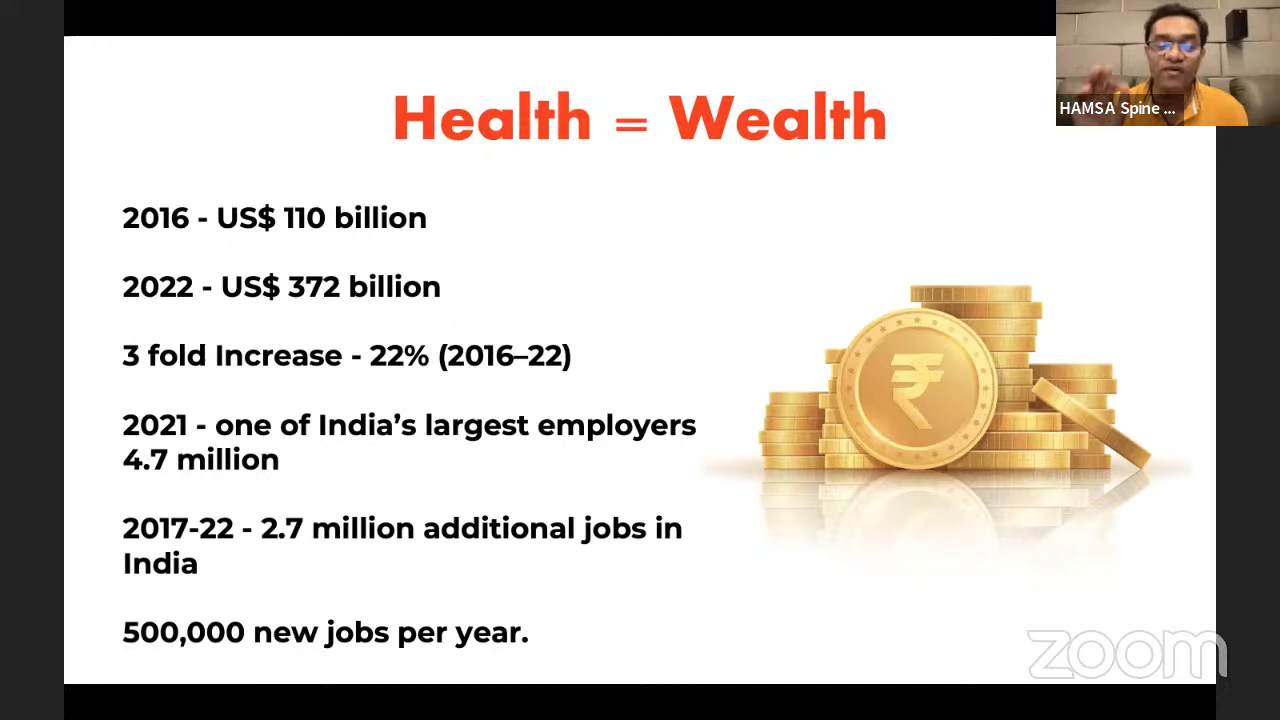 Health = Wealth
HAMSA Spine ...
2016 - US$ 110 billion
2022 - US$ 372 billion
3 fold Increase - 22% (2016–22)
2021 - one of India’s largest employers
4.7 million
2017-22 - 2.7 million additional jobs in
India
500,000 new jobs per year.
zoom